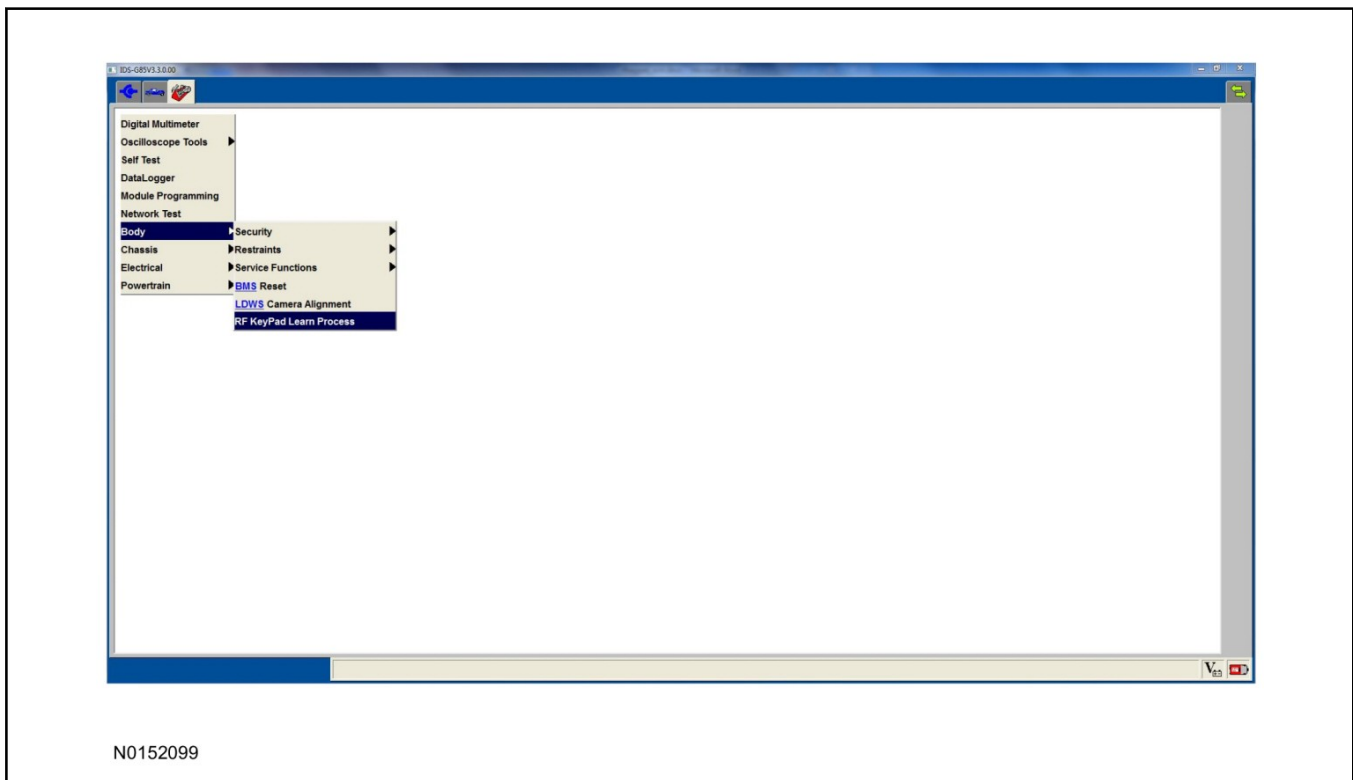 IDS-G85V3.3.0.00
Digital Multimeter
Oscilloscope Tools
Self Test
DataLogger
Module Programming
Network Test
Body
Security
Chassis
Restraints
Electrical
Service Functions
Powertrain
BMS Reset
LDWS Camera Alignment
RF KeyPad Learn Process
V
N0152099